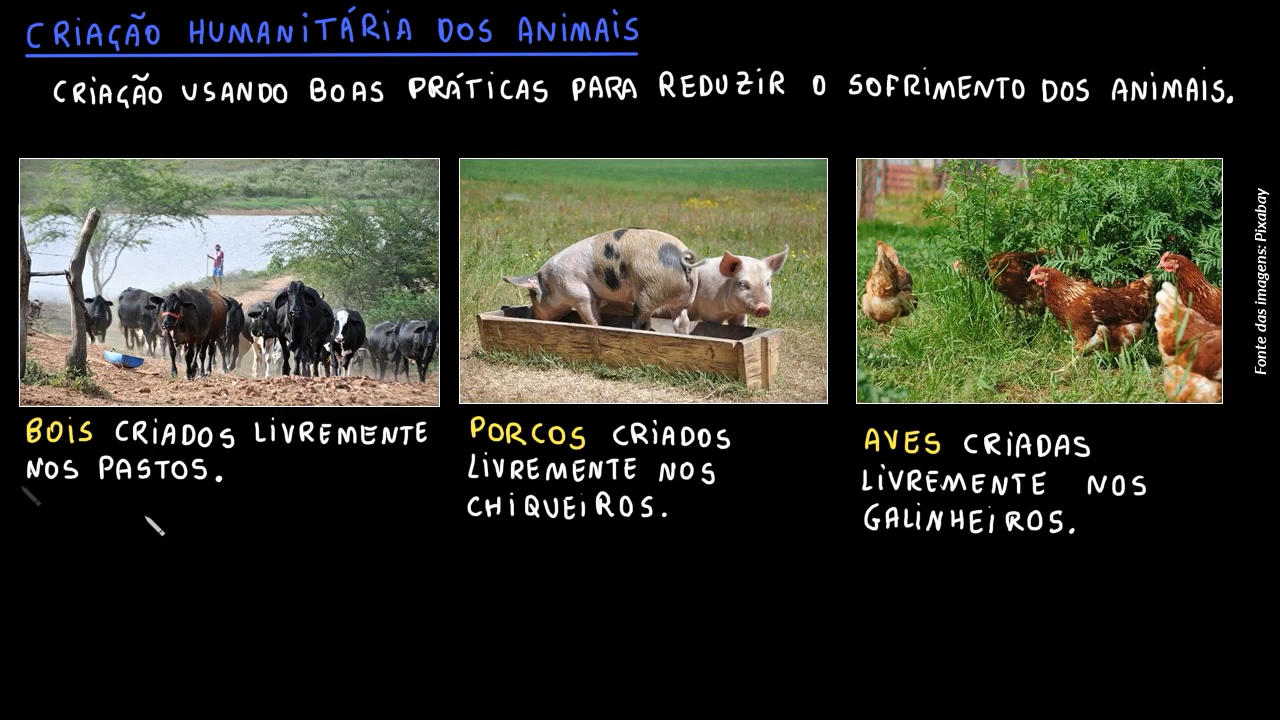 CRIAÇÃO HUMANITÁRIA DOS ANIMAIS
CRIAÇÃO USANDO BOAS PRÁTICAS PARA REDUZIR O SOFRIMENTO DOS ANIMAIS.
BOIS CRIADOS LIVREMENTE
NOS PASTOS.
PORCOS CRIADOS
LIVREMENTE NOS
CHIQUEIROS.
AVES CRIADAS
LIVREMENTE NOS
GALINHEIROS.
Fonte das imagens: Pixabay